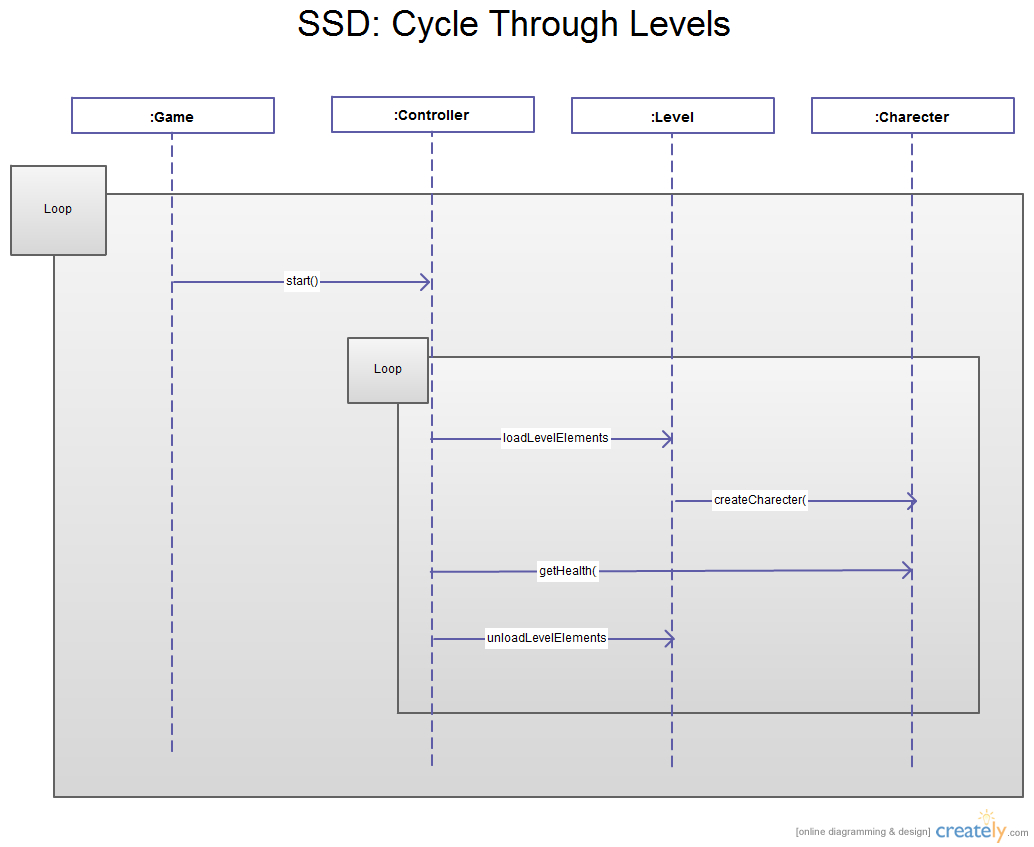 SSD: Cycle Through Levels
:Game
:Controller
:Level
:Charecter
Loop
start()
Loop
loadLevelElements
createCharecter(
getHealth(
unloadLevelElements
[online diagramming & design] creately.com